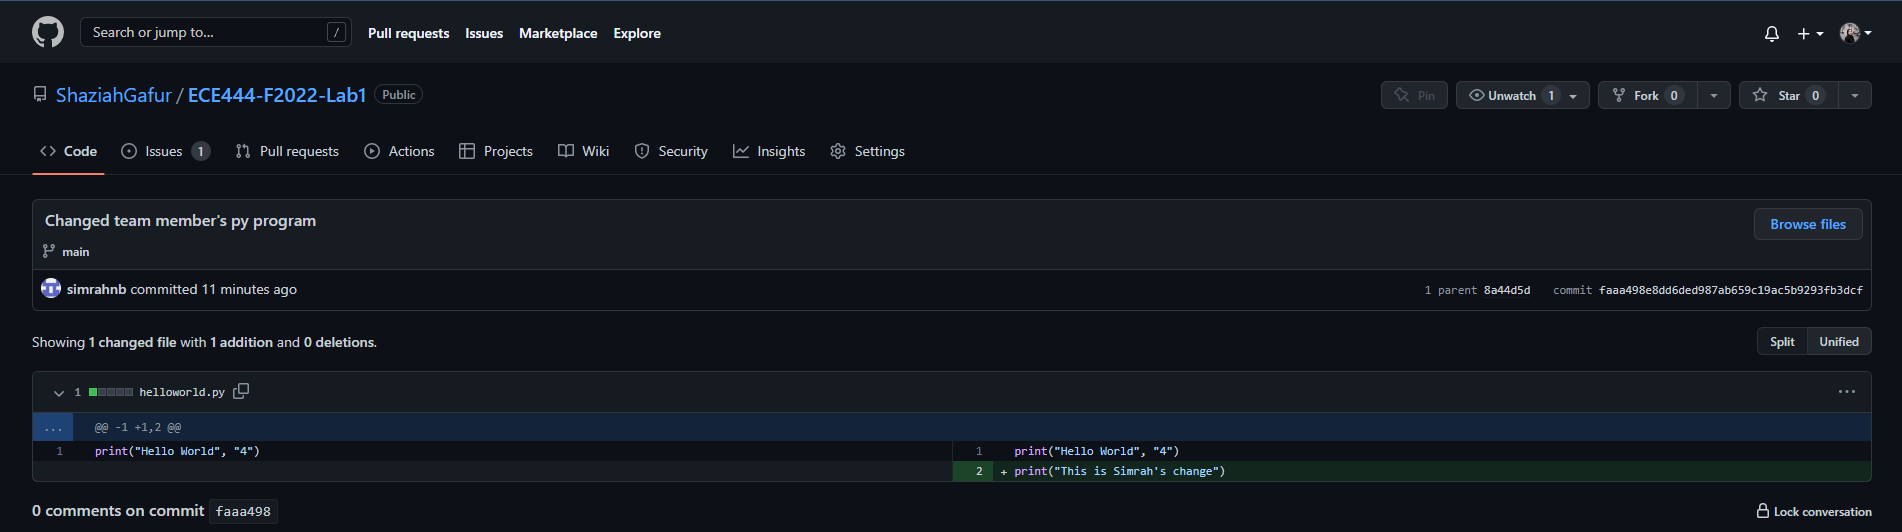 Search or jump to... /
Pull requests Issues Marketplace Explore
ShaziahGafur / ECE444-F2022-Lab1 Public
Pin Unwatch 1 Fork 0 Star 0
Code Issues 1 Pull requests Actions Projects Wiki Security Insights Settings
Changed team member's py program
Browse files
main
simrahnb committed 11 minutes ago
1 parent 8a44d5d commit faaa498e8dd6ded987ab659c19ac5b9293fb3dcf
Showing 1 changed file with 1 addition and 0 deletions.
Split Unified
1 helloworld.py ...
... @@ -1 +1,2 @@
1 print("Hello World", "4") 1 print("Hello World", "4")
2 + print("This is Simrah's change")
0 comments on commit faaa498
Lock conversation